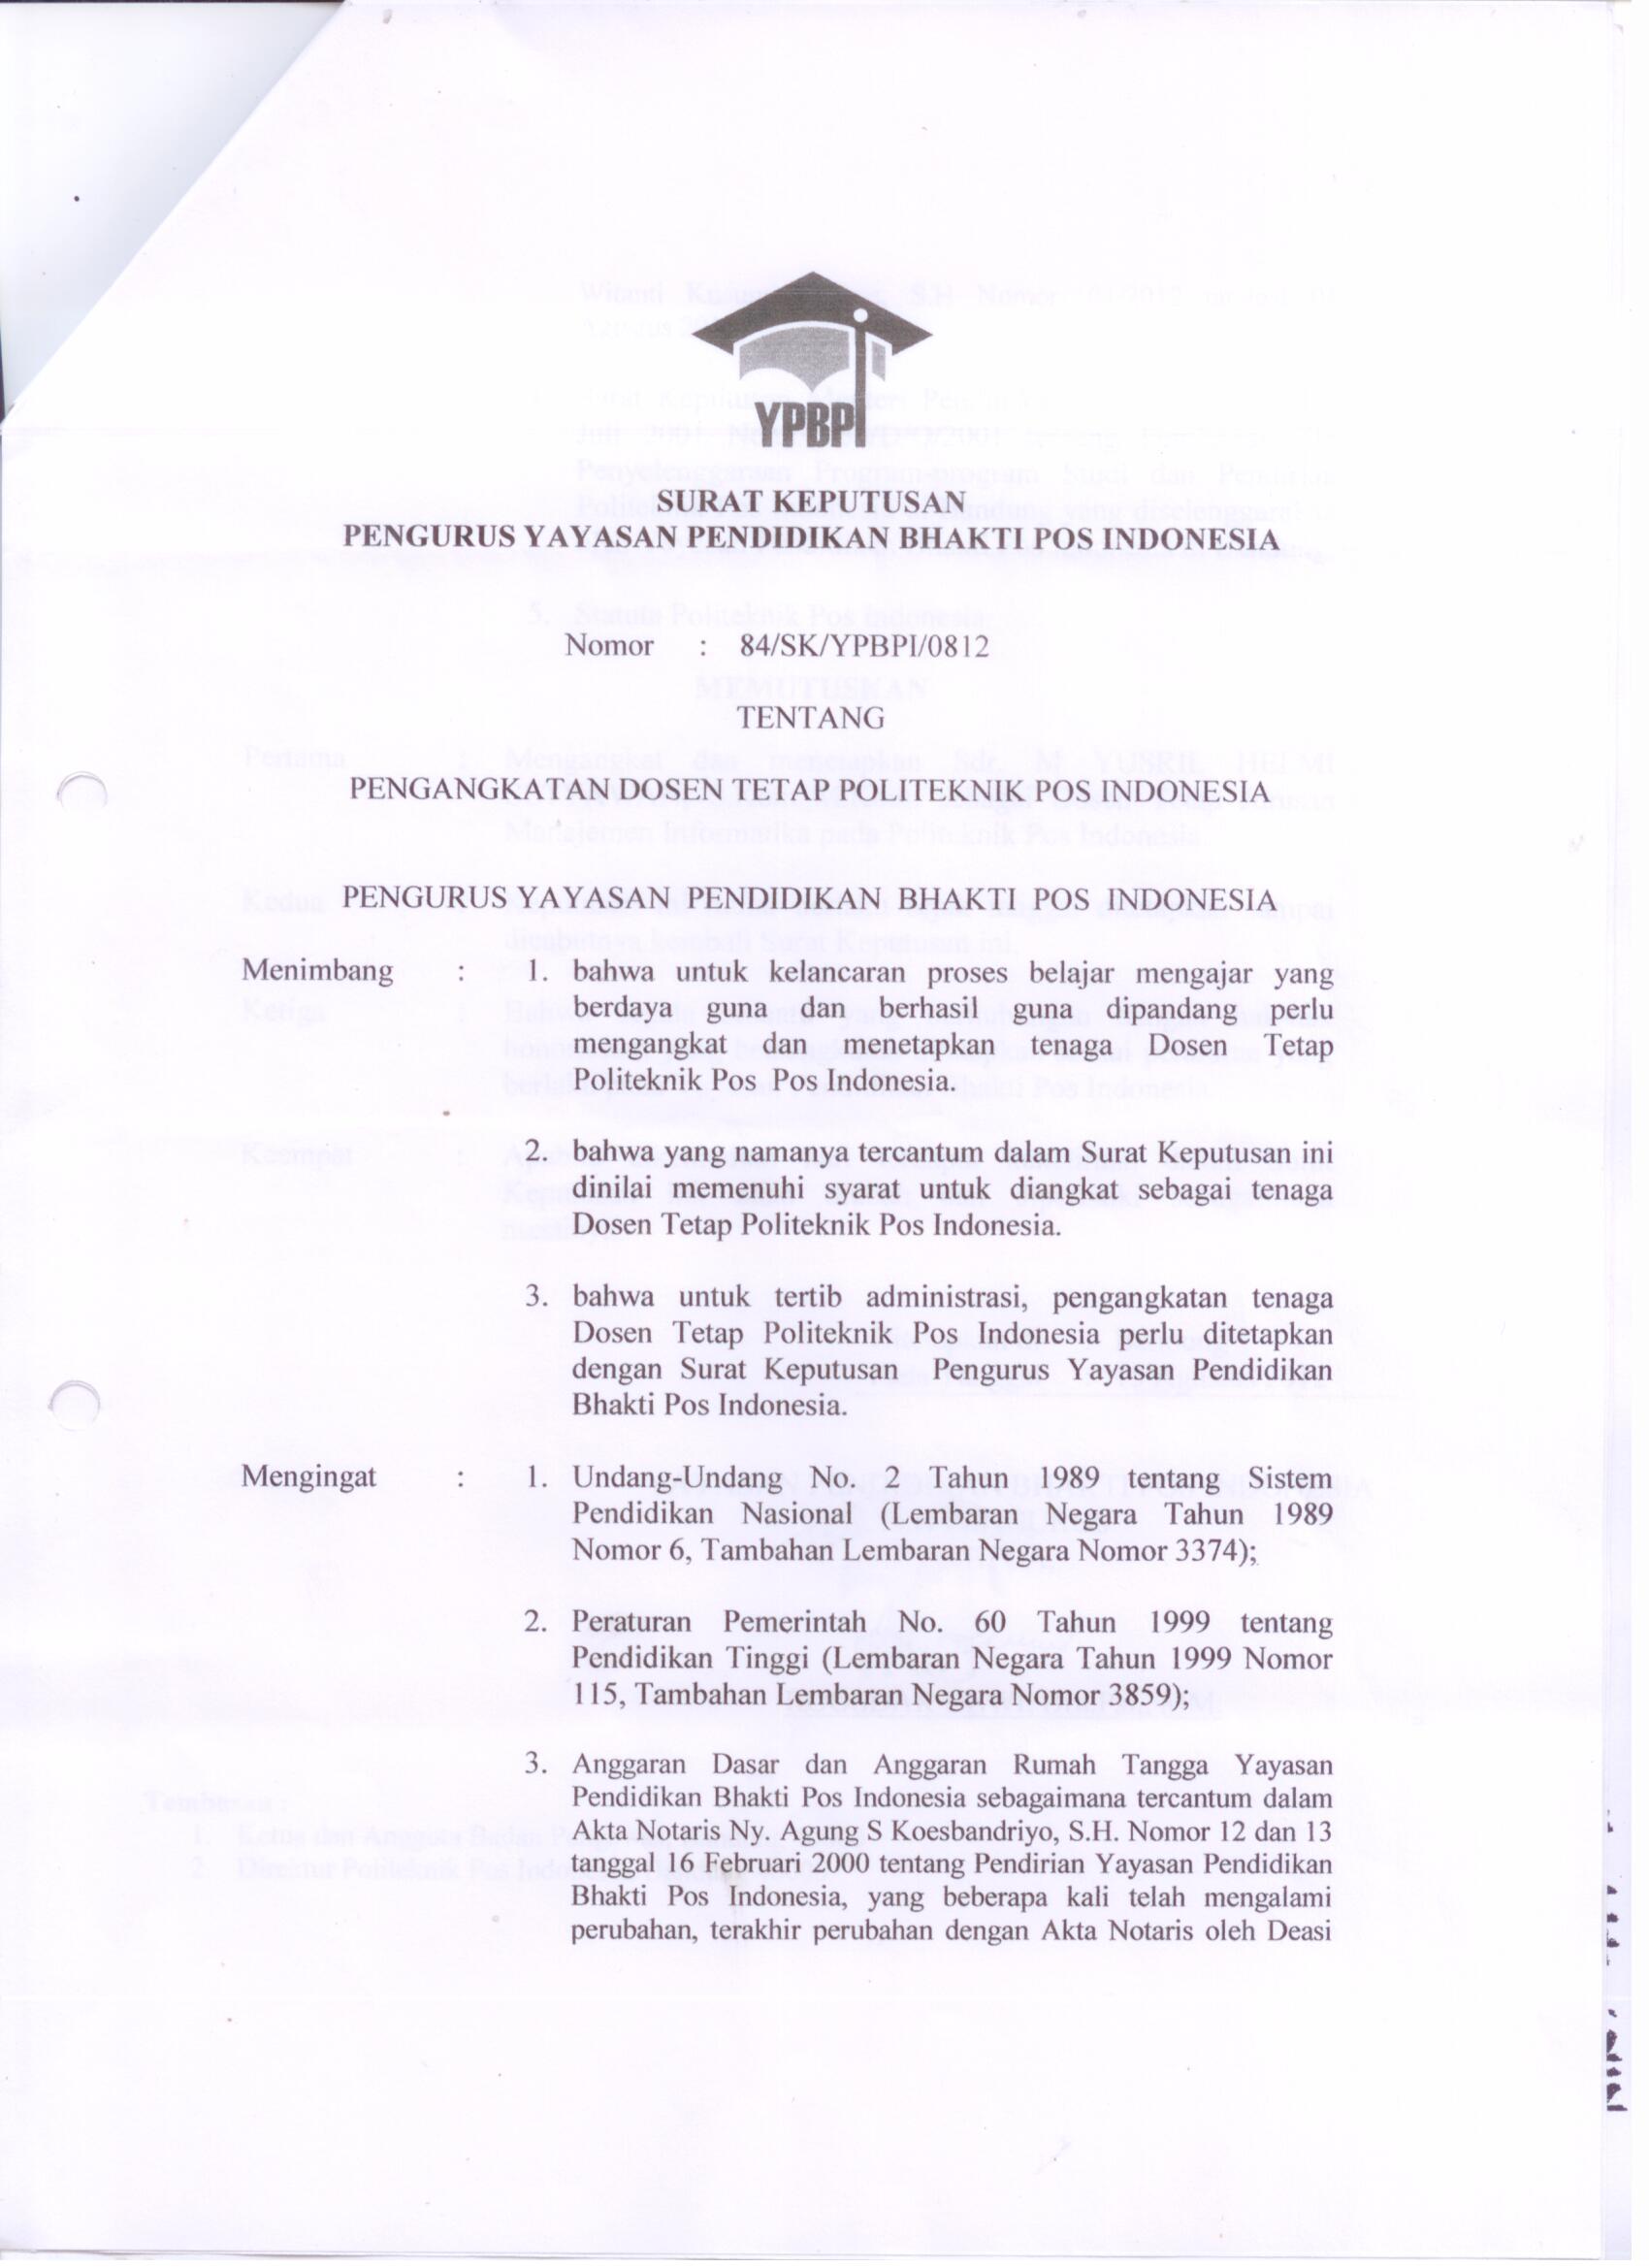 YPBPI
SURAT KEPUTUSAN
PENGURUS YAYASAN PENDIDIKAN BHAKTI POS INDONESIA
Nomor : 84/SK/YPBPI/0812
TENTANG
PENGANGKATAN DOSEN TETAP POLITEKNIK POS INDONESIA
PENGURUS YAYASAN PENDIDIKAN BHAKTI POS INDONESIA
Menimbang : 1. bahwa untuk kelancaran proses belajar mengajar yang
berdaya guna dan berhasil guna dipandang perlu
mengangkat dan menetapkan tenaga Dosen Tetap
Politeknik Pos Pos Indonesia.
2. bahwa yang namanya tercantum dalam Surat Keputusan ini
dinilai memenuhi syarat untuk diangkat sebagai tenaga
Dosen Tetap Politeknik Pos Indonesia.
3. bahwa untuk tertib administrasi, pengangkatan tenaga
Dosen Tetap Politeknik Pos Indonesia perlu ditetapkan
dengan Surat Keputusan Pengurus Yayasan Pendidikan
Bhakti Pos Indonesia.
Mengingat : 1. Undang-Undang No. 2 Tahun 1989 tentang Sistem
Pendidikan Nasional (Lembaran Negara Tahun 1989
Nomor 6, Tambahan Lembaran Negara Nomor 3374);
2. Peraturan Pemerintah No. 60 Tahun 1999 tentang
Pendidikan Tinggi (Lembaran Negara Tahun 1999 Nomor
115, Tambahan Lembaran Negara Nomor 3859);
3. Anggaran Dasar dan Anggaran Rumah Tangga Yayasan
Pendidikan Bhakti Pos Indonesia sebagaimana tercantum dalam
Akta Notaris Ny. Agung S Koesbandriyo, S.H. Nomor 12 dan 13
tanggal 16 Februari 2000 tentang Pendirian Yayasan Pendidikan
Bhakti Pos Indonesia, yang beberapa kali telah mengalami
perubahan, terakhir perubahan dengan Akta Notaris oleh Deasi